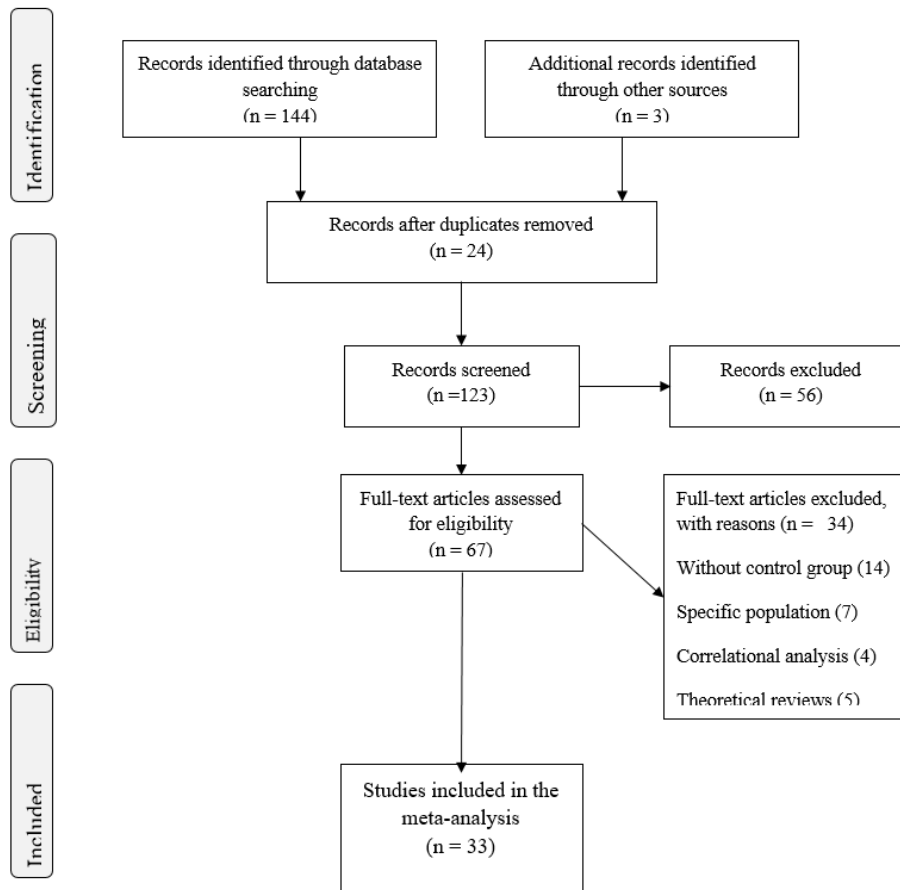 Identification
Records identified through database
searching
(n = 144)
Additional records identified
through other sources
(n = 3)
Records after duplicates removed
(n = 24)
Screening
Records screened
(n =123)
Records excluded
(n = 56)
Eligibility
Full-text articles assessed
for eligibility
(n = 67)
Full-text articles excluded,
with reasons (n =   34)
Without control group (14)
Specific population (7)
Correlational analysis (4)
Theoretical reviews (5)
Included
Studies included in the
meta-analysis
(n = 33)